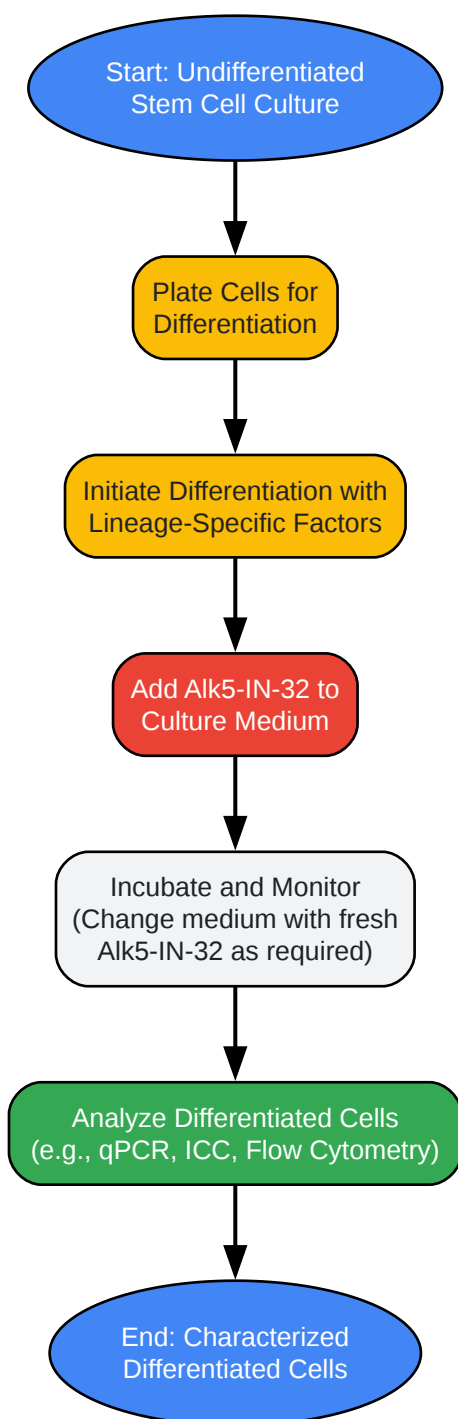 Start: Undifferentiated
Stem Cell Culture
Plate Cells for
Differentiation
Initiate Differentiation with
Lineage-Specific Factors
Add Alk5-IN-32 to
Culture Medium
Incubate and Monitor
(Change medium with fresh
Alk5-IN-32 as required)
Analyze Differentiated Cells
(e.g., qPCR, ICC, Flow Cytometry)
End: Characterized
Differentiated Cells